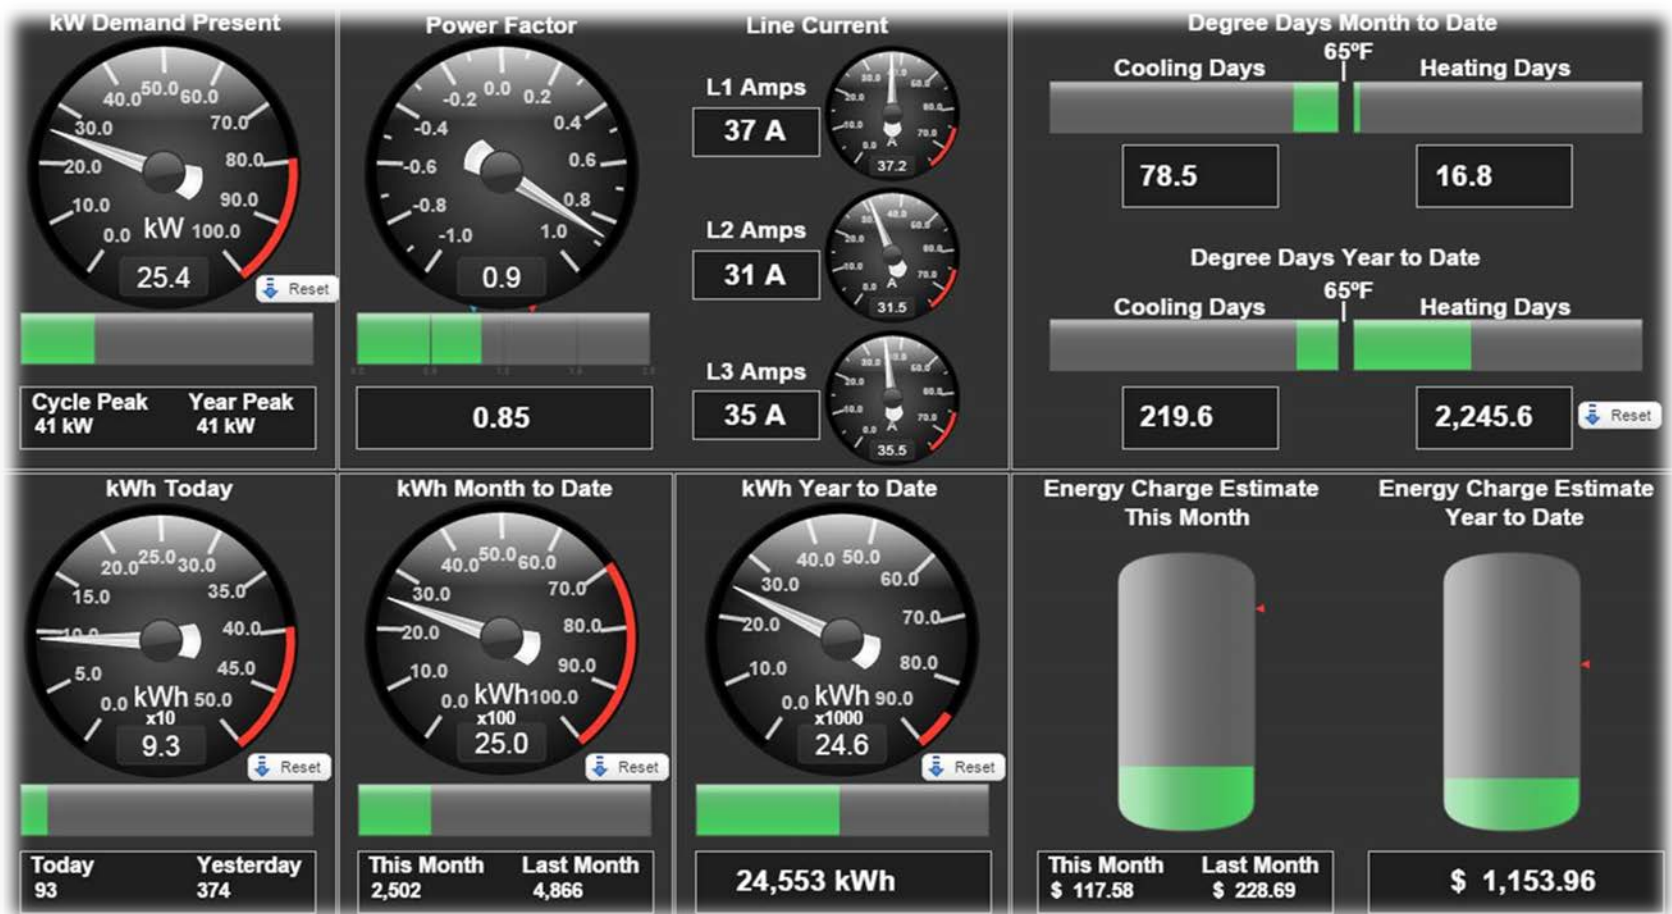 kW Demand Present
40.0 50.0 60.0
30.0 70.0
20.0 80.0
10.0 90.0
0.0 kW 100.0
25.4
Reset
Cycle Peak Year Peak
41 kW 41 kW
Power Factor
-0.2 0.0 0.2
-0.4 0.4
-0.6 0.6
-0.8 0.8
-1.0 1.0
0.9
0.85
Line Current
L1 Amps
37 A
A
37.2
L2 Amps
31 A
A
31.5
L3 Amps
35 A
A
35.5
Degree Days Month to Date
65ºF
Cooling Days Heating Days
78.5 16.8
Degree Days Year to Date
65ºF
Cooling Days Heating Days
219.6 2,245.6
Reset
kWh Today
20.0 25.0 30.0
15.0 35.0
10.0 40.0
5.0 45.0
0.0 kWh 50.0
x10
9.3
Reset
Today Yesterday
93 374
kWh Month to Date
40.0 50.0 60.0
30.0 70.0
20.0 80.0
10.0 90.0
0.0 kWh 100.0
x100
25.0
Reset
This Month Last Month
2,502 4,866
kWh Year to Date
40.0 50.0
30.0 60.0
20.0 70.0
10.0 80.0
0.0 kWh 90.0
x1000
24.6
Reset
24,553 kWh
Energy Charge Estimate
This Month
This Month Last Month
$ 117.58 $ 228.69
Energy Charge Estimate
Year to Date
$ 1,153.96